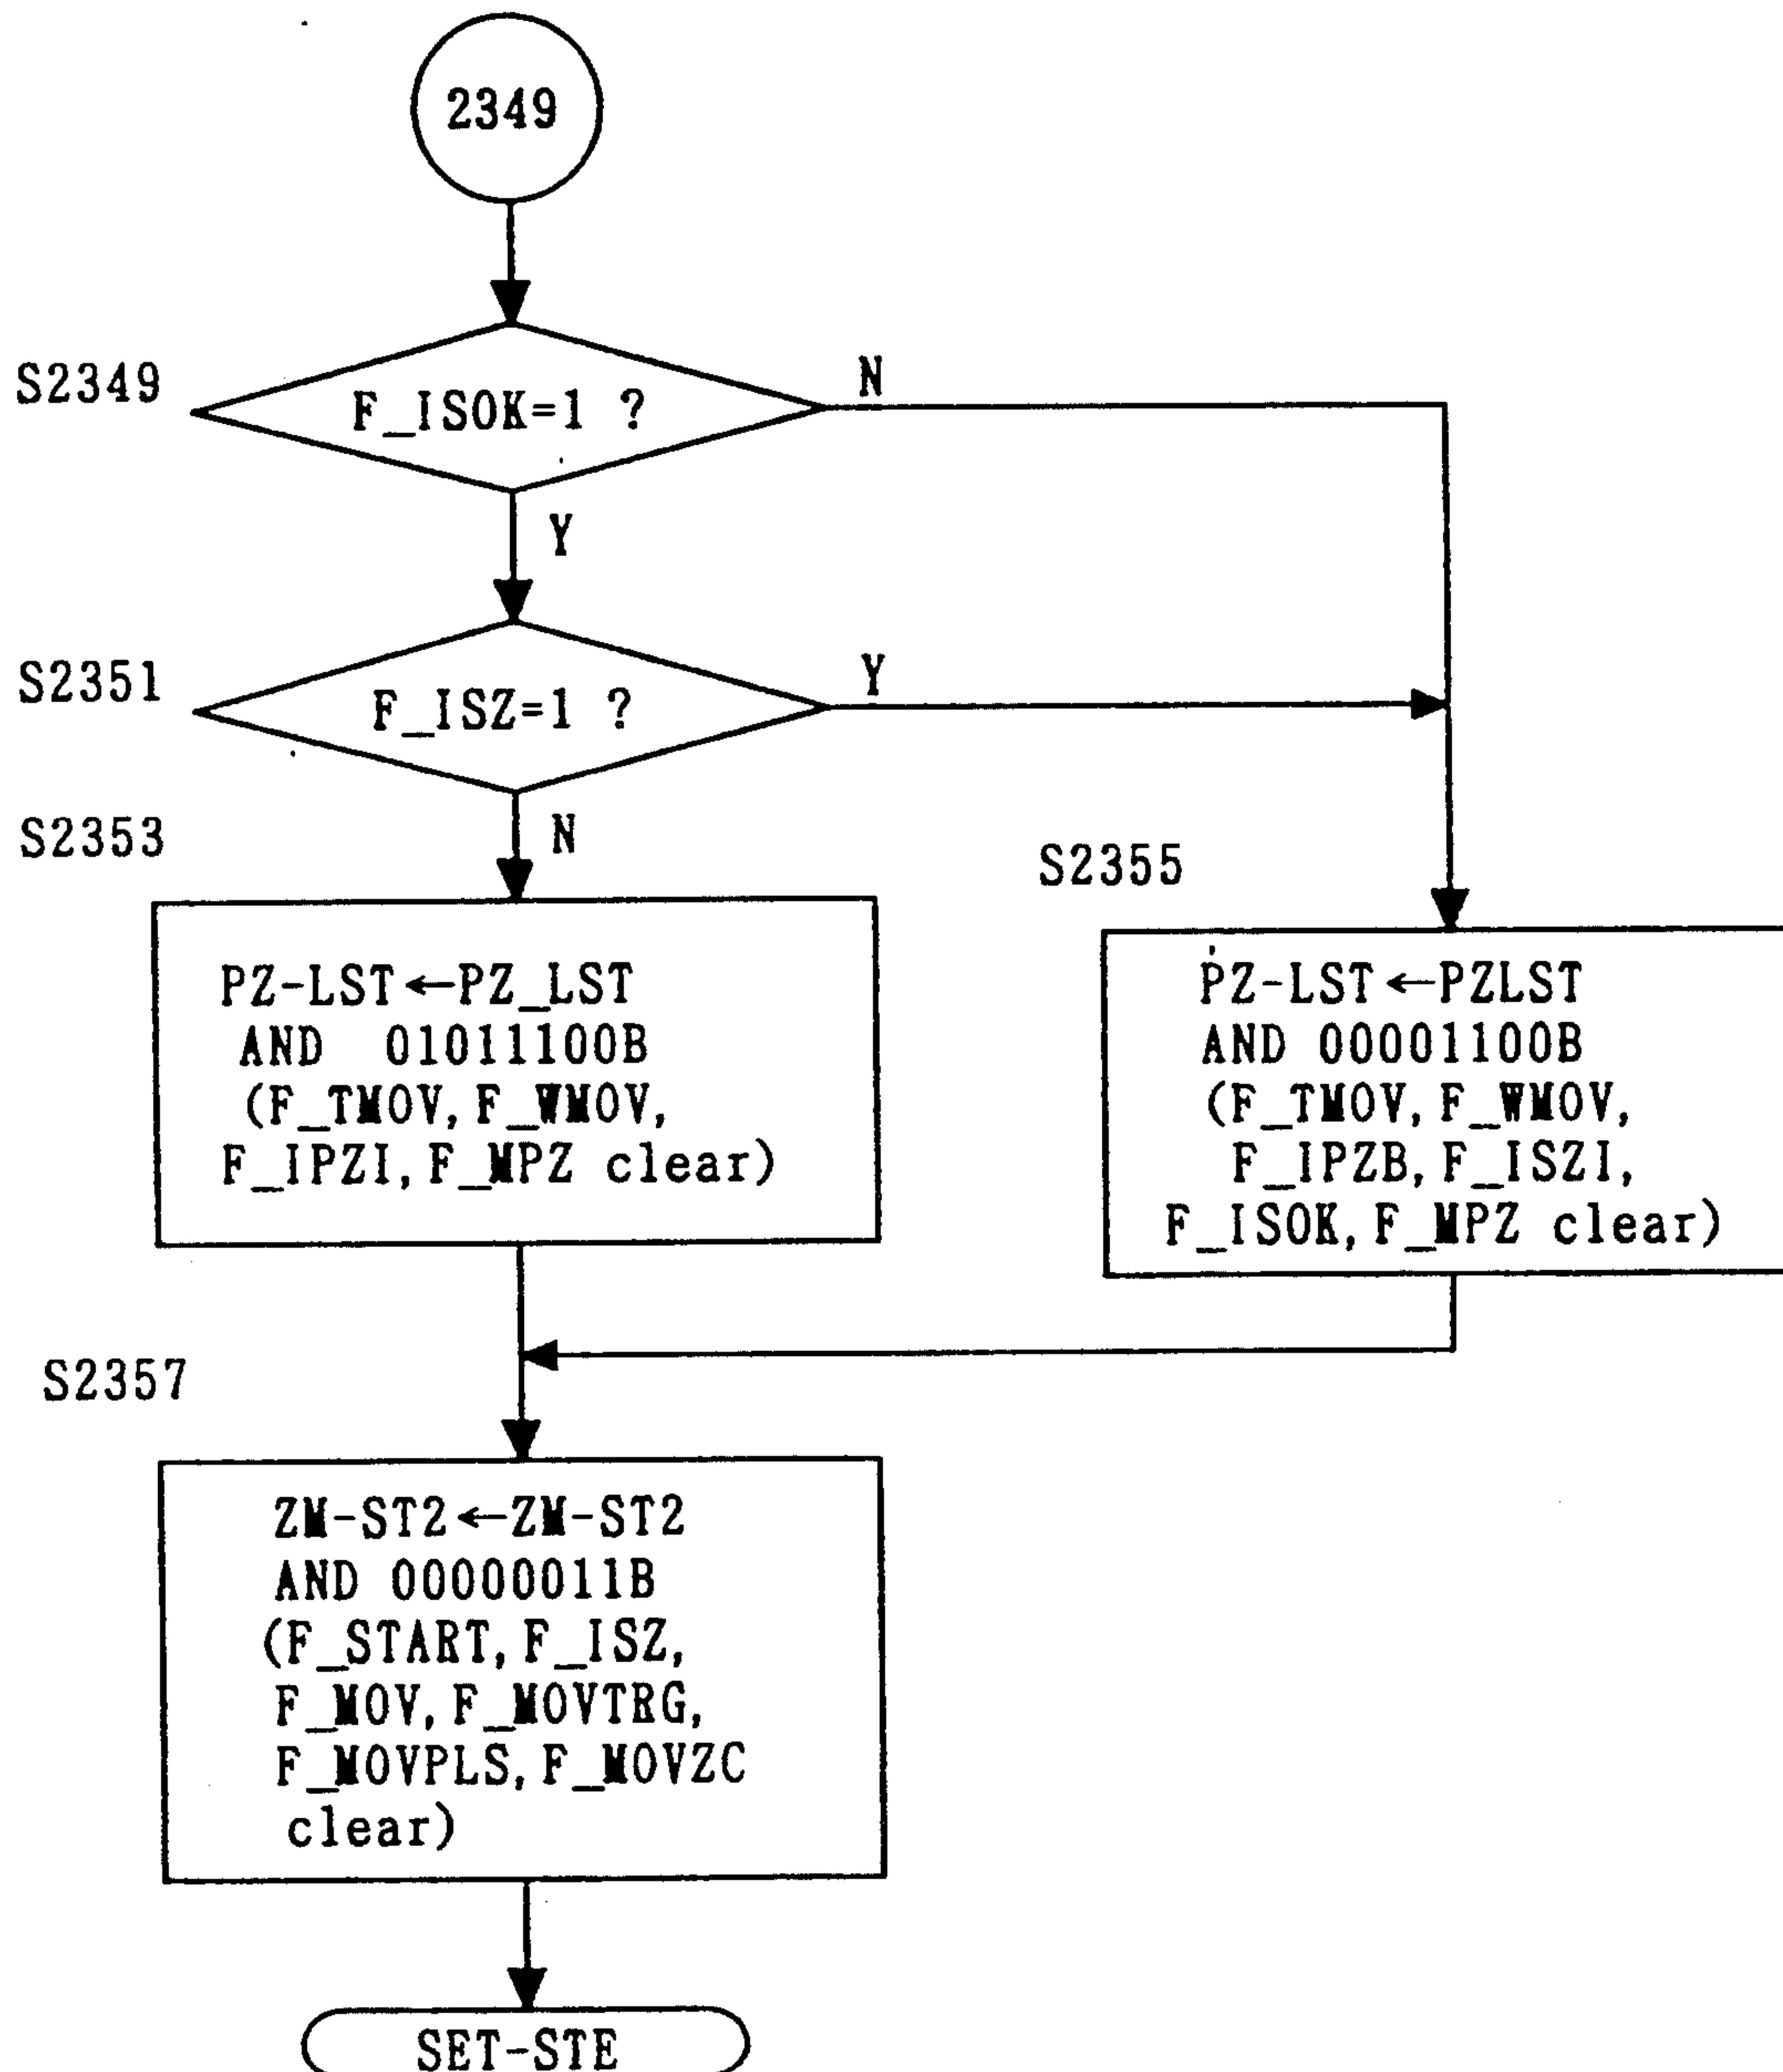 2349
S2349
F_ISOK=1 ?
N
Y
S2351
F_ISZ=1 ?
Y
S2353
N
S2355
PZ-LST←PZ_LST
AND 01011100B
(F_TMOV, F_WMOV,
F_IPZI, F_MPZ clear)
PZ-LST←PZLST
AND 00001100B
(F_TMOV, F_WMOV,
F_IPZB, F_ISZI,
F_ISOK, F_MPZ clear)
S2357
ZM-ST2←ZM-ST2
AND 00000011B
(F_START, F_ISZ,
F_MOV, F_MOVTRG,
F_MOVPLS, F_MOVZC
clear)
SET-STE